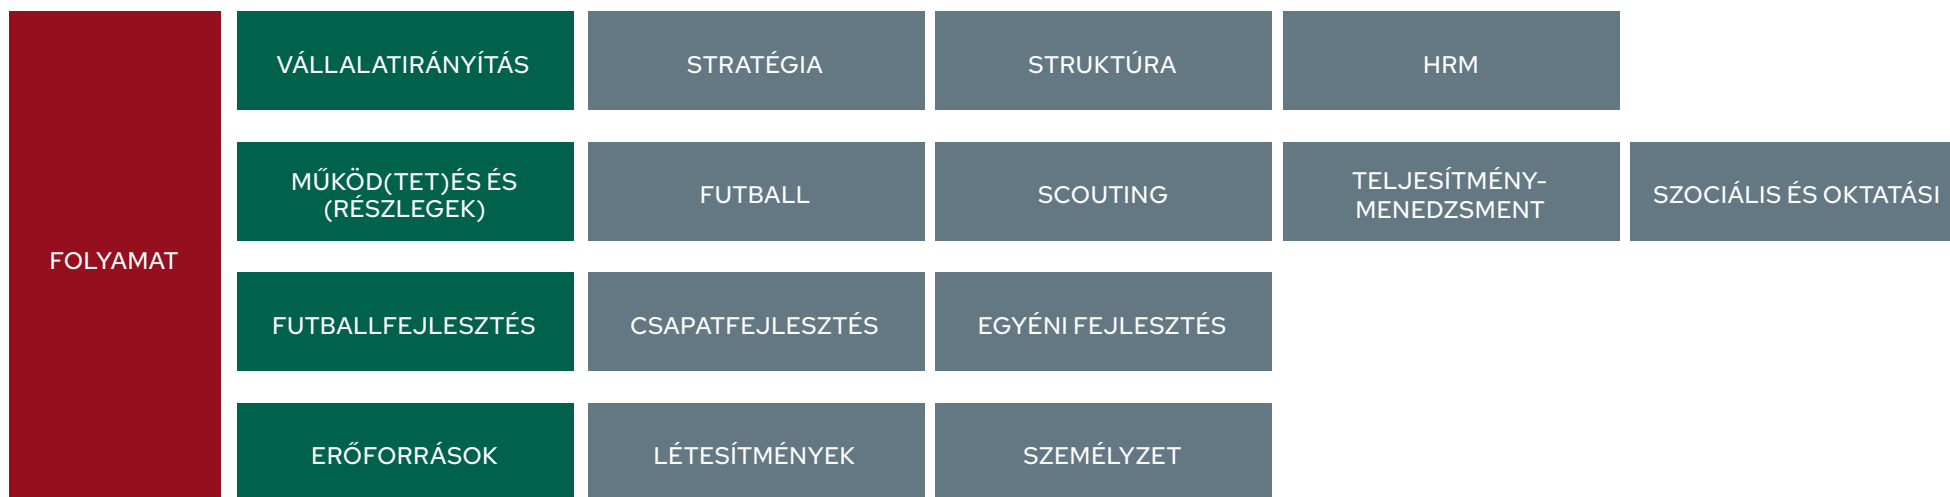 FOLYAMAT
VÁLLALATIRÁNYÍTÁS
STRATÉGIA
STRUKTÚRA
HRM
MŰKÖD(TET)ÉS ÉS
(RÉSZLEGEK)
FUTBALL
SCOUTING
TELJESÍTMÉNY-
MENEDZSMENT
SZOCIÁLIS ÉS OKTATÁSI
FUTBALLFEJLESZTÉS
CSAPATFEJLESZTÉS
EGYÉNI FEJLESZTÉS
ERŐFORRÁSOK
LÉTESÍTMÉNYEK
SZEMÉLYZET